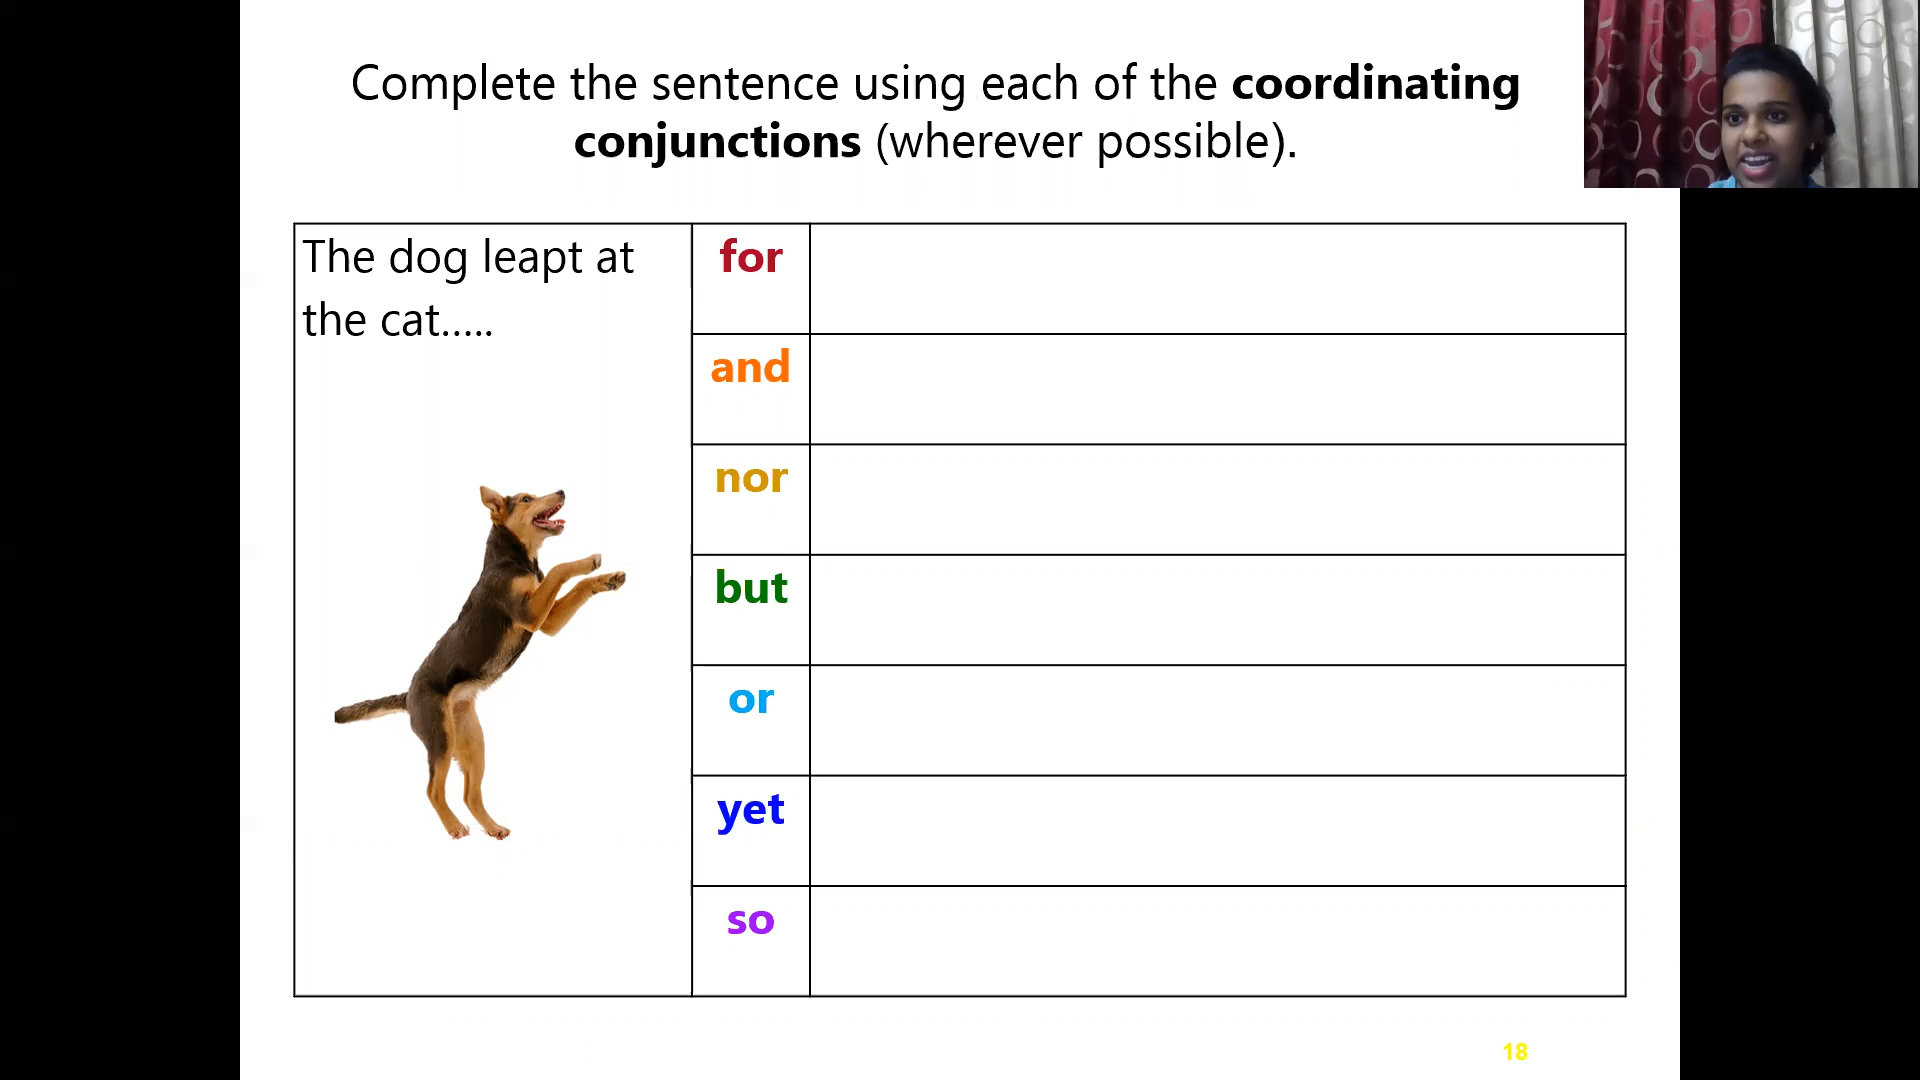 Complete the sentence using each of the coordinating
conjunctions (wherever possible).
The dog leapt at
the cat.....
for
and
nor
but
or
yet
so
18